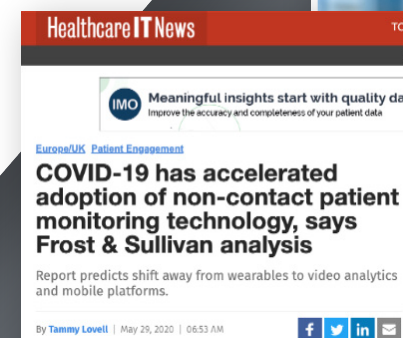 Healthcare IT News
TO
IMO
Meaningful insights start with quality da
Improve the accuracy and completeness of your patient data
Europe/UK Patient Engagement
COVID-19 has accelerated
adoption of non-contact patient
monitoring technology, says
Frost & Sullivan analysis
Report predicts shift away from wearables to video analytics
and mobile platforms.
By Tammy Lovell | May 29, 2020 | 06:53 AM
f in